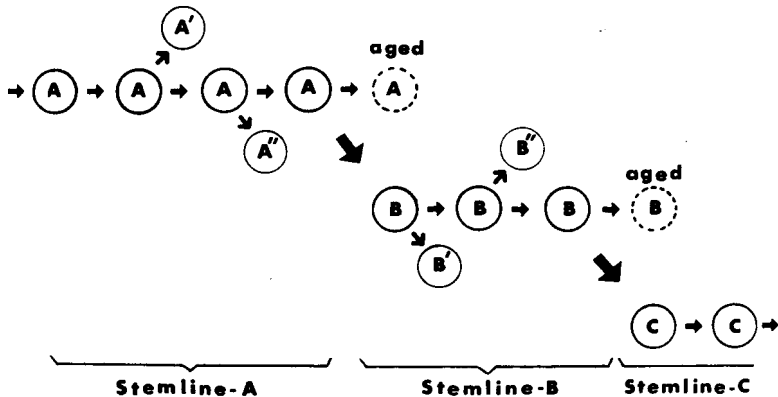 A'
aged
A A A A A
A"
B"
aged
B B B B
B'
C C
Stemline-A Stemline-B Stemline-C